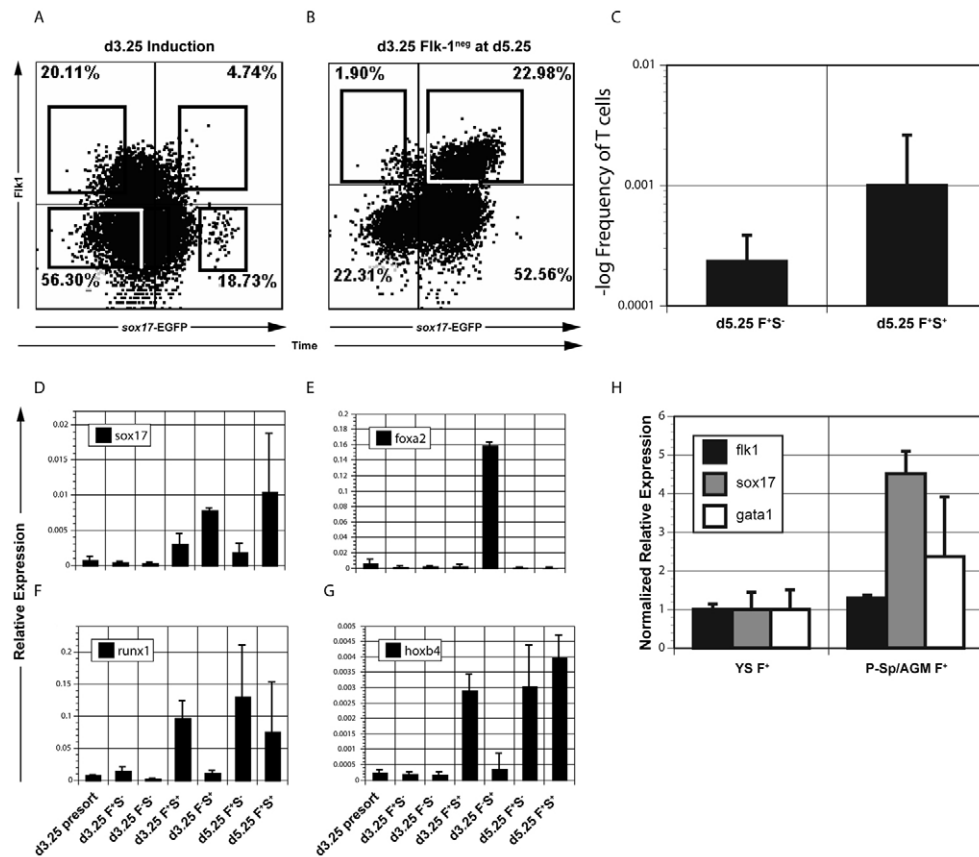 A
d3.25 Induction
20.11%
4.74%
56.30%
18.73%
Flk1
sox17-EGFP
B
d3.25 Flk-1neg at d5.25
1.90%
22.98%
22.31%
52.56%
sox17-EGFP
Time
C
-log Frequency of T cells
0.01
0.001
0.0001
d5.25 F+S-
d5.25 F+S+
Relative Expression
D
sox17
0.02
0.015
0.01
0.005
0
E
foxa2
0.2
0.18
0.16
0.14
0.12
0.1
0.08
0.06
0.04
0.02
0
F
runx1
0.2
0.15
0.1
0.05
0
d3.25 presort
d3.25 F+S-
d3.25 F-S-
d3.25 F+S+
d3.25 F-S+
d5.25 F+S-
d5.25 F+S+
G
hoxb4
0.005
0.0045
0.004
0.0035
0.003
0.0025
0.002
0.0015
0.001
0.0005
0
d3.25 presort
d3.25 F+S-
d3.25 F-S-
d3.25 F+S+
d5.25 F+S-
d5.25 F+S+
H
Normalized Relative Expression
6
5
4
3
2
1
0
flk1
sox17
gata1
YS F+
P-Sp/AGM F+